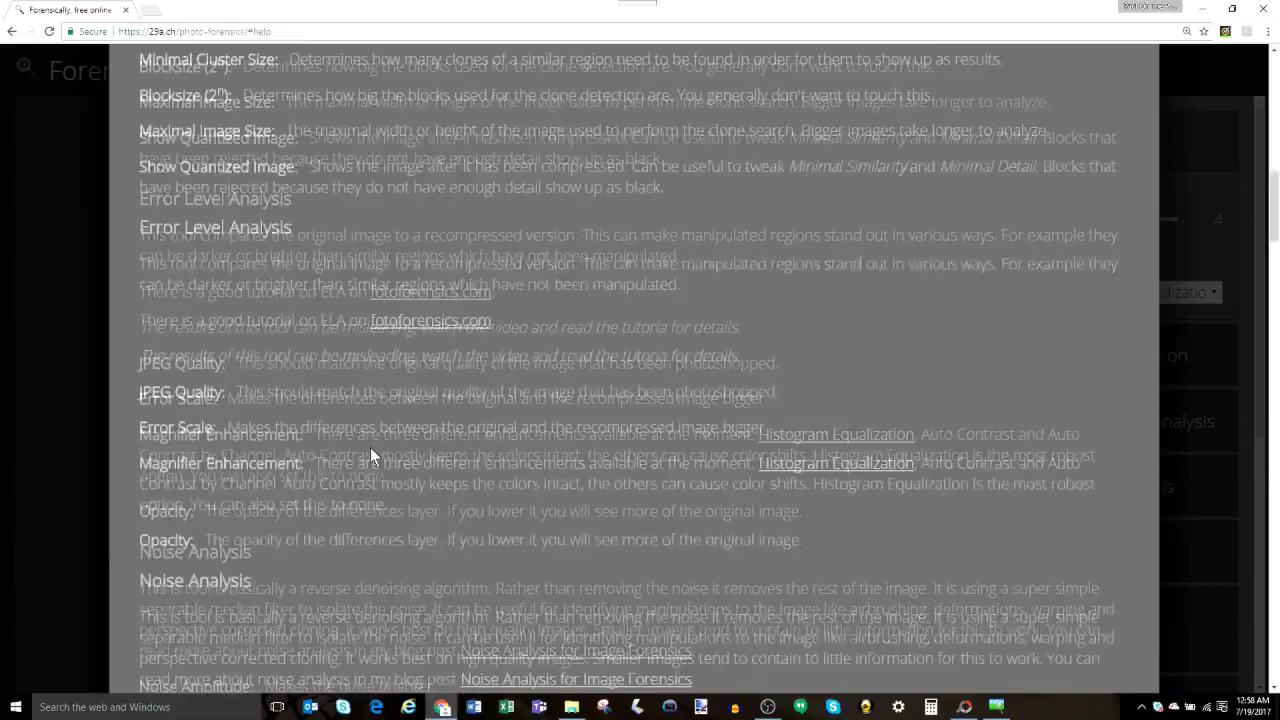 Forensically, free online
Secure
https://29a.ch/photo-forensics/#help
Foren
Minimal Cluster Size: Determines how many clones of a similar region need to be found in order for them to show up as results.
Blocksize (2ⁿ): Determines how big the blocks used for the clone detection are. You generally don't want to touch this.
Maximal Image Size: The maximal width or height of the image used to perform the clone search. Bigger images take longer to analyze.
Show Quantized Image: Shows the image after it has been compressed. Can be useful to tweak Minimal Similarity and Minimal Detail. Blocks that
have been rejected because they do not have enough detail show up as black.
4
Error Level Analysis
This tool compares the original image to a recompressed version. This can make manipulated regions stand out in various ways. For example they
can be darker or brighter than similar regions which have not been manipulated.
There is a good tutorial on ELA on fotoforensics.com.
The results of this tool can be misleading, watch the video and read the tutoria for details.
JPEG Quality: This should match the original quality of the image that has been photoshopped.
Error Scale: Makes the differences between the original and the recompressed image bigger
Magnifier Enhancement: There are three different enhancements available at the moment. Histogram Equalization, Auto Contrast and Auto
Contrast by Channel. Auto Contrast mostly keeps the colors intact, the others can cause color shifts. Histogram Equalization is the most robust
option. You can also set this to none.
Opacity: The opacity of the differences layer. If you lower it you will see more of the original image.
Noise Analysis
This is tool is basically a reverse denoising algorithm. Rather than removing the noise it removes the rest of the image. It is using a super simple
separable median filter to isolate the noise. It can be useful for identifying manipulations to the image like airbrushing, deformations, warping and
perspective corrected cloning. It works best on high quality images. Smaller images tend to contain to little information for this to work. You can
read more about noise analysis in my blog post Noise Analysis for Image Forensics
Noise Amplitude: Makes the noise brighter.
alizatio
on
alysis
s
Search the web and Windows
12:58 AM
7/19/2017